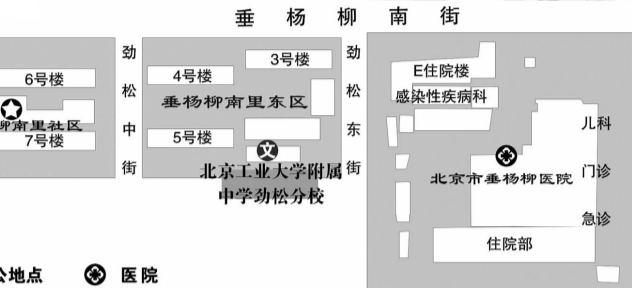 垂杨柳南街
劲松中街
劲松东街
3号楼
6号楼
4号楼
垂杨柳南里东区
柳南里社区
7号楼
5号楼
北京工业大学附属
中学劲松分校
E住院楼
感染性疾病科
儿科
北京市垂杨柳医院
门诊
急诊
住院部
公地点
医院